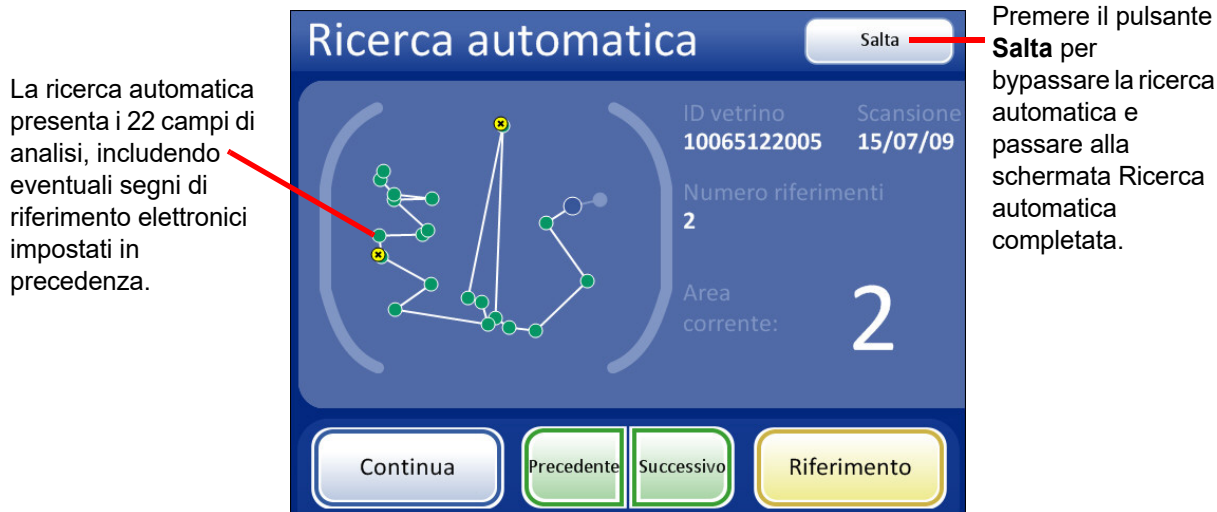 La ricerca automatica
presenta i 22 campi di
analisi, includendo
eventuali segni di
riferimento elettronici
impostati in
precedenza.
Ricerca automatica
Salta
ID vetrino
10065122005
Scansione
15/07/09
Numero riferimenti
2
Area
corrente:
2
Continua
Precedente
Successivo
Riferimento
Premere il pulsante
Salta per
bypassare la ricerca
automatica e
passare alla
schermata Ricerca
automatica
completata.